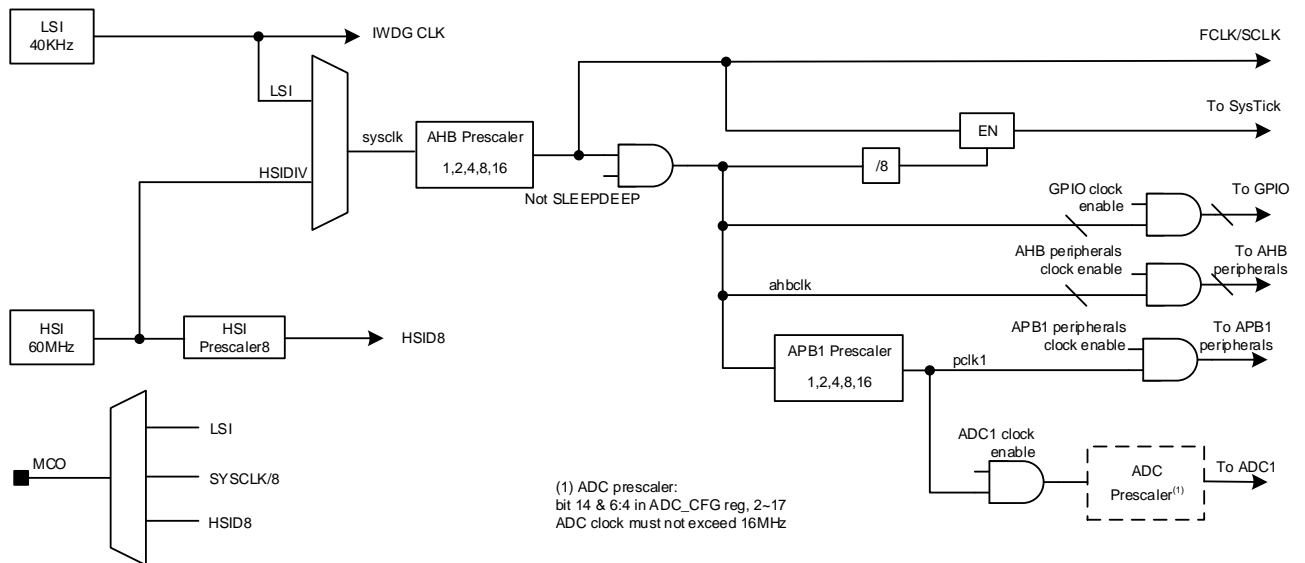 LSI
40KHz
IWDG CLK
FCLK/SCLK
LSI
To SysTick
sysclk
AHB Prescaler
1,2,4,8,16
EN
HSIDIV
/8
Not SLEEPDEEP
GPIO clock
enable
To GPIO
AHB peripherals
clock enable
To AHB
peripherals
ahbclk
HSI
60MHz
HSI
Prescaler8
HSID8
APB1 peripherals
clock enable
To APB1
peripherals
APB1 Prescaler
1,2,4,8,16
pclk1
LSI
MCO
SYSCLK/8
HSID8
ADC1 clock
enable
ADC
Prescaler(1)
To ADC1
(1) ADC prescaler:
bit 14 & 6:4 in ADC_CFG reg, 2~17
ADC clock must not exceed 16MHz